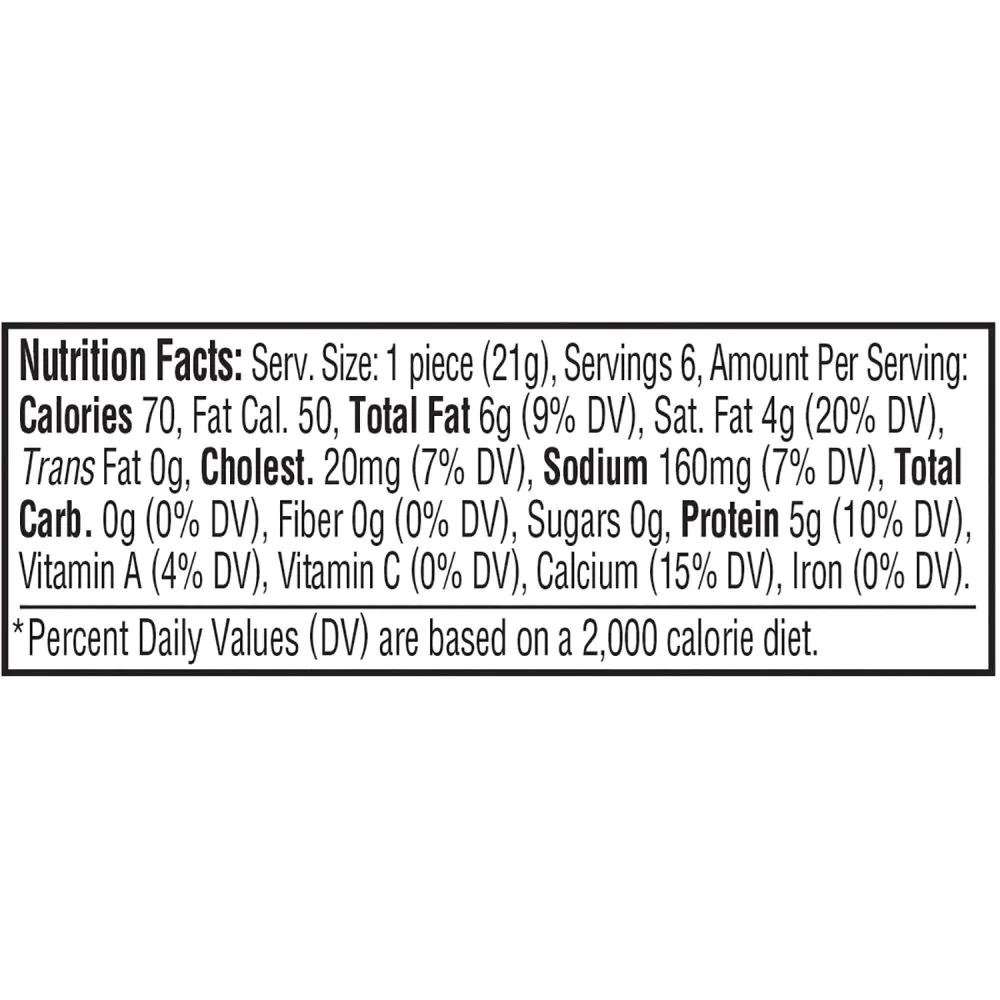 Nutrition Facts: Serv. Size: 1 piece (21g), Servings 6, Amount Per Serving:
Calories 70, Fat Cal. 50, Total Fat 6g (9% DV), Sat. Fat 4g (20% DV),
Trans Fat 0g, Cholest. 20mg (7% DV), Sodium 160mg (7% DV), Total
Carb. 0g (0% DV), Fiber 0g (0% DV), Sugars 0g, Protein 5g (10% DV),
Vitamin A (4% DV), Vitamin C (0% DV), Calcium (15% DV), Iron (0% DV).
*Percent Daily Values (DV) are based on a 2,000 calorie diet.